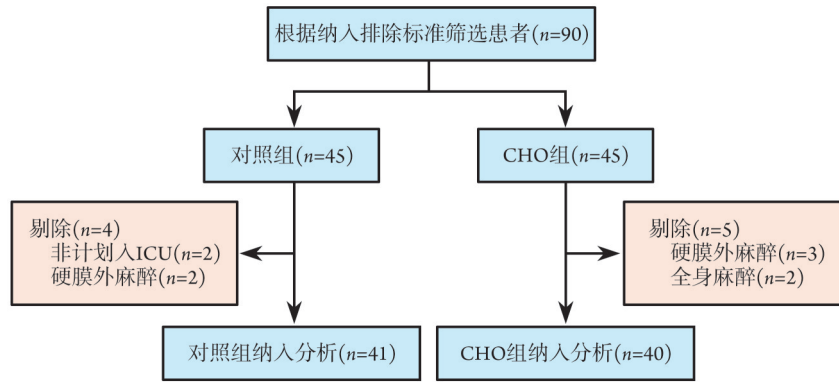 根据纳入排除标准筛选患者(n=90)
对照组(n=45)
CHO组(n=45)
剔除(n=4)
非计划入ICU(n=2)
硬膜外麻醉(n=2)
剔除(n=5)
硬膜外麻醉(n=3)
全身麻醉(n=2)
对照组纳入分析(n=41)
CHO组纳入分析(n=40)